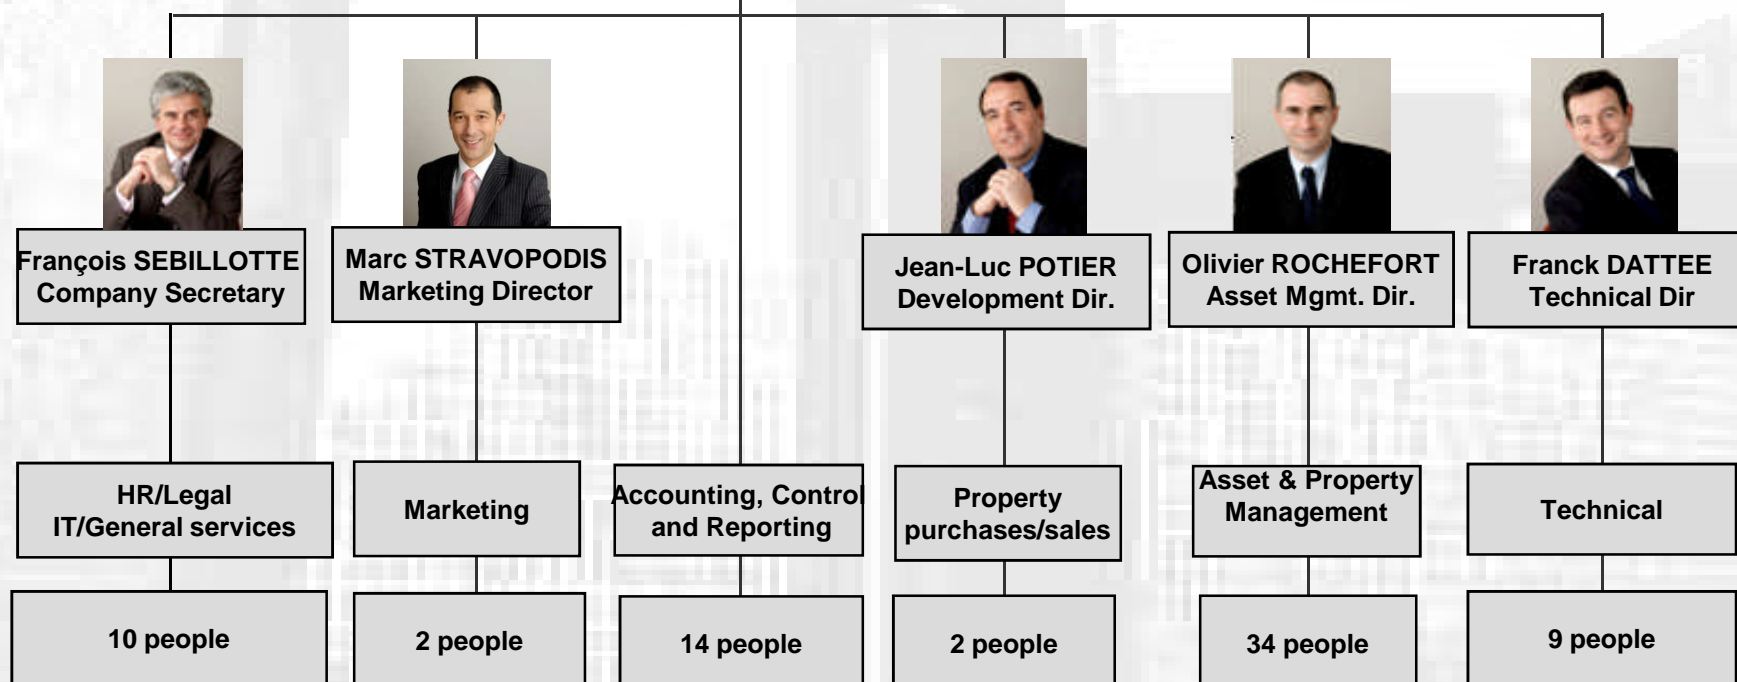 François SEBILLOTTE
Company Secretary
Marc STRAVOPODIS
Marketing Director
Jean-Luc POTIER
Development Dir.
Olivier ROCHEFORT
Asset Mgmt. Dir.
Franck DATTEE
Technical Dir
HR/Legal
IT/General services
Marketing
Accounting, Control
and Reporting
Property
purchases/sales
Asset & Property
Management
Technical
10 people
2 people
14 people
2 people
34 people
9 people